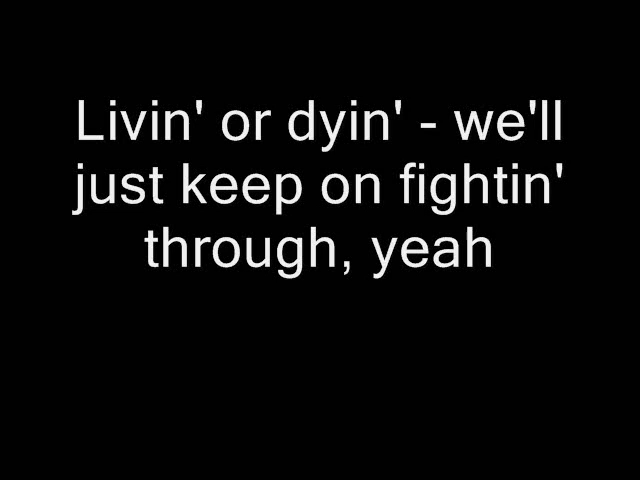 Livin' or dyin' - we'll
just keep on fightin'
through, yeah